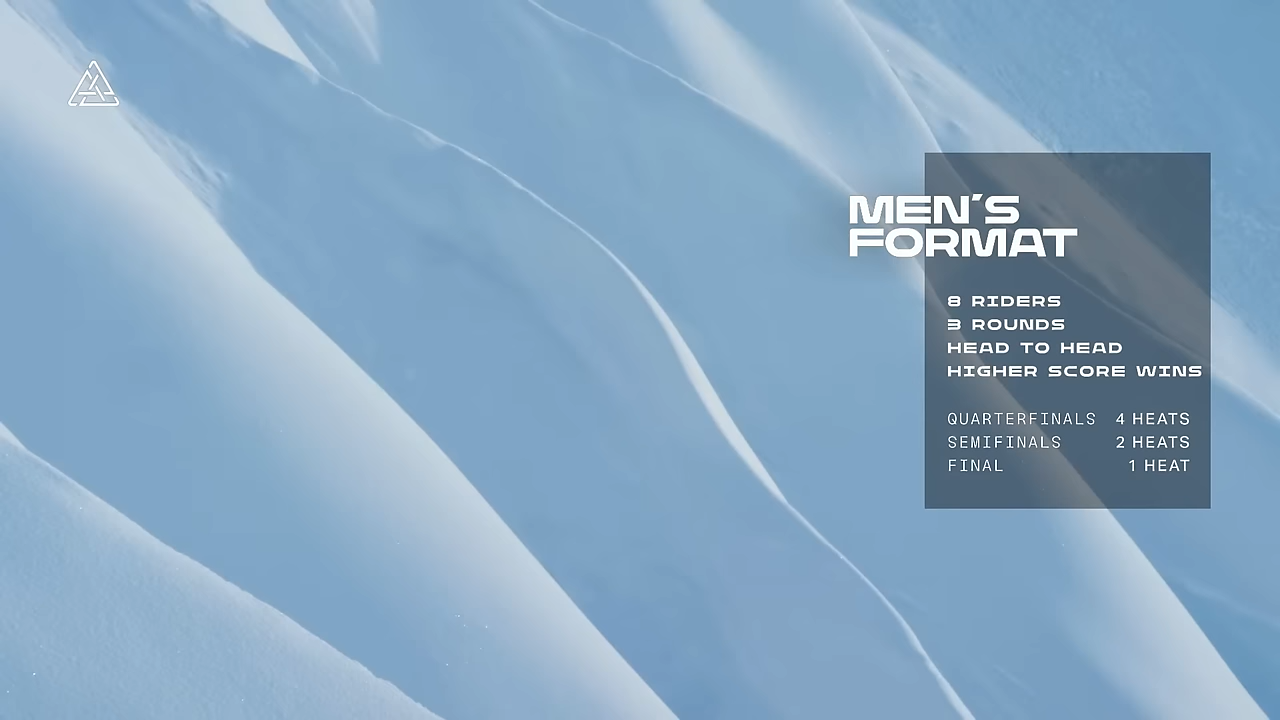 MEN'S
FORMAT
8 RIDERS
3 ROUNDS
HEAD TO HEAD
HIGHER SCORE WINS
QUARTERFINALS 4 HEATS
SEMIFINALS 2 HEATS
FINAL 1 HEAT